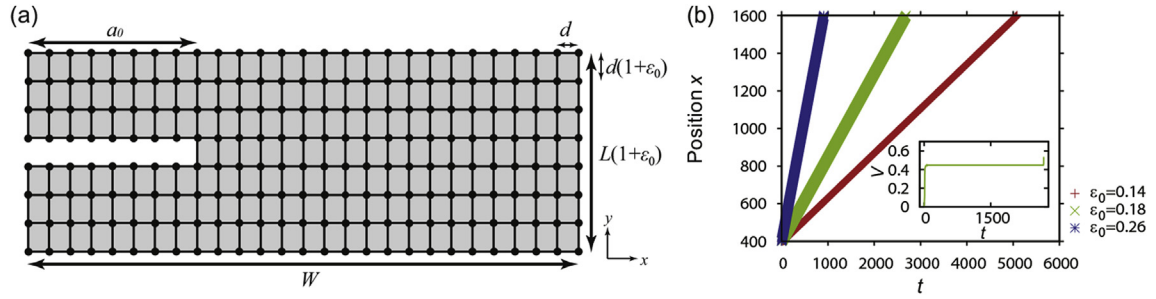 (a)
a₀
d
d(1+ε₀)
L(1+ε₀)
W
y
x
(b)
Position x
1600
1400
1200
1000
800
600
400
0 1000 2000 3000 4000 5000 6000
t
V
0.6
0.4
0.2
0
0 1500
t
ε₀=0.14
ε₀=0.18
ε₀=0.26